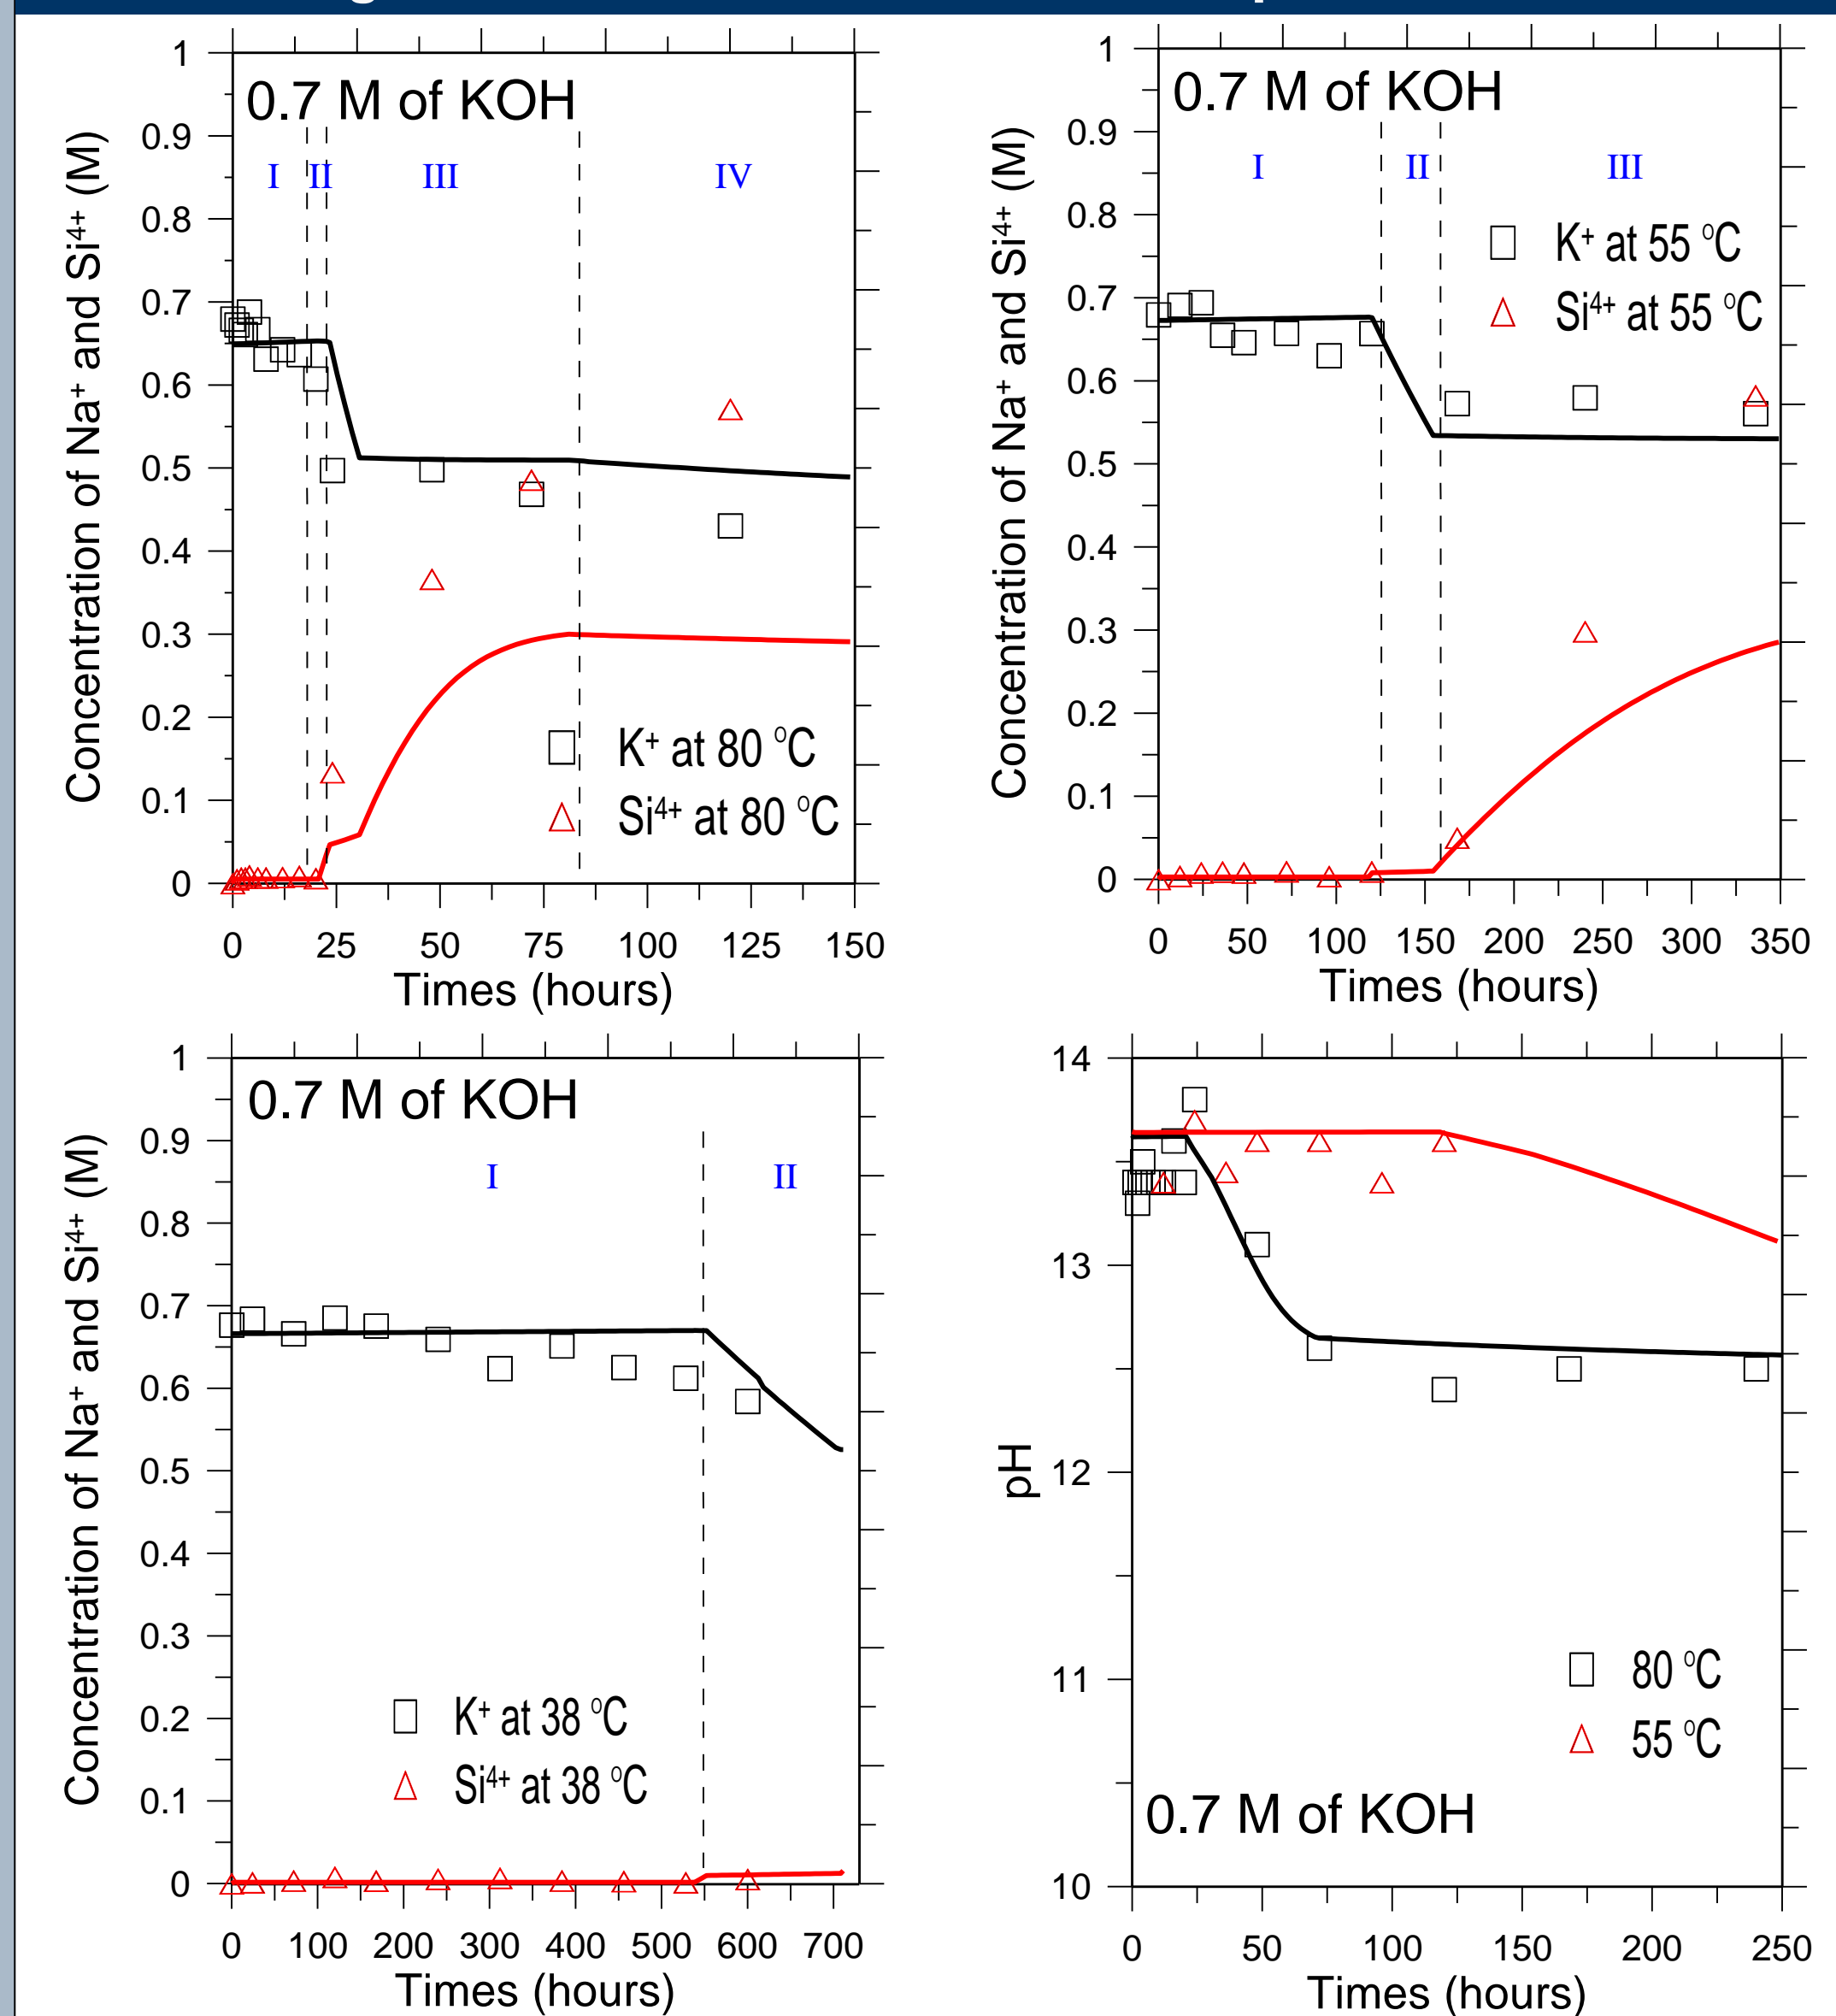 0.7 M of KOH
I II III IV
K+ at 80 oC
Si4+ at 80 oC
Concentration of Na+ and Si4+ (M)
1
0.9
0.8
0.7
0.6
0.5
0.4
0.3
0.2
0.1
0
0 25 50 75 100 125 150
Times (hours)
0.7 M of KOH
I II III
K+ at 55 oC
Si4+ at 55 oC
Concentration of Na+ and Si4+ (M)
1
0.9
0.8
0.7
0.6
0.5
0.4
0.3
0.2
0.1
0
0 50 100 150 200 250 300 350
Times (hours)
0.7 M of KOH
I II
K+ at 38 oC
Si4+ at 38 oC
Concentration of Na+ and Si4+ (M)
1
0.9
0.8
0.7
0.6
0.5
0.4
0.3
0.2
0.1
0
0 100 200 300 400 500 600 700
Times (hours)
14
13
12
11
10
pH
80 oC
55 oC
0.7 M of KOH
0 50 100 150 200 250
Times (hours)